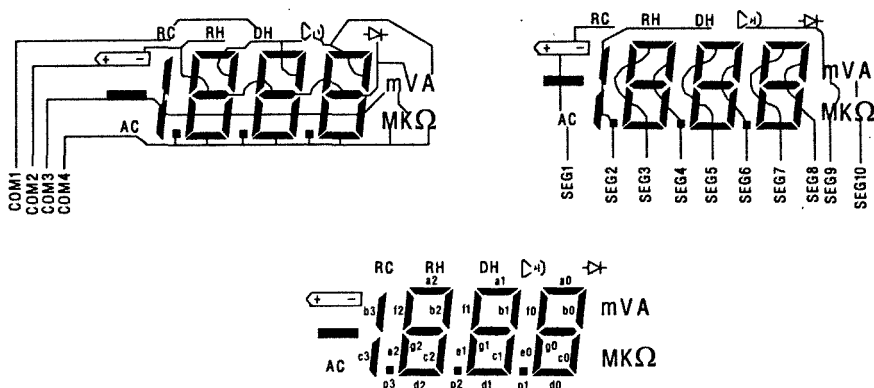 RC RH DH
+ -
mVA
AC MKΩ
COM1
COM2
COM3
COM4
RC RH DH
+ -
mVA
AC MKΩ
SEG1
SEG2
SEG3
SEG4
SEG5
SEG6
SEG7
SEG8
SEG9
SEG10
RC RH DH
a2 a1 a0
+ -
b3 f2 b2 f1 b1 f0 b0 mVA
AC c3 e2 g2 c2 e1 g1 c1 e0 g0 c0 MKΩ
p3 d2 p2 d1 p1 d0